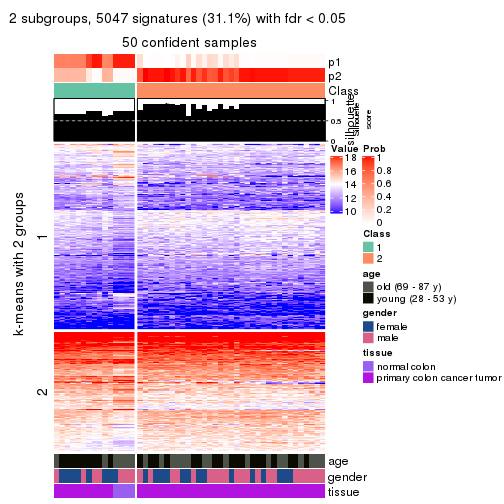 2 subgroups, 5047 signatures (31.1%) with fdr < 0.05
50 confident samples
p1
p2
Class
1
0.5
0
silhouette
Silhouette
score
k-means with 2 groups
1
2
age
gender
tissue
Value
18
16
14
12
10
Prob
1
0.8
0.6
0.4
0.2
0
Class
1
2
age
old (69 - 87 y)
young (28 - 53 y)
gender
female
male
tissue
normal colon
primary colon cancer tumor